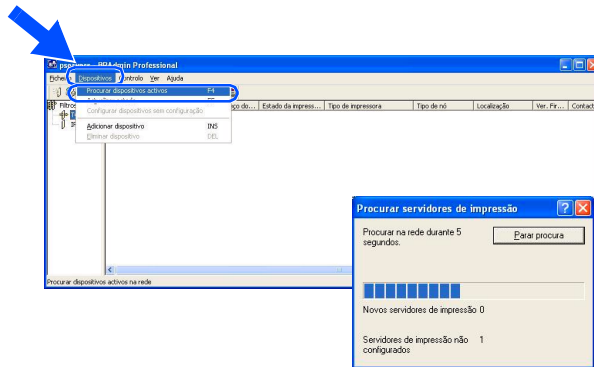 BRAdmin Professional
Dispositivos Controlo Ver Ajuda
Procurar dispositivos activos F4
Configurar dispositivos sem configuração
Adicionar dispositivo INS
Eliminar dispositivo DEL
Filtros
Estado da impress... Tipo de impressora Tipo de nó Localização Ver. Fir... Contact
Procurar dispositivos activos na rede
Procurar servidores de impressão
Procurar na rede durante 5
segundos.
Parar procura
Novos servidores de impressão 0
Servidores de impressão não 1
configurados